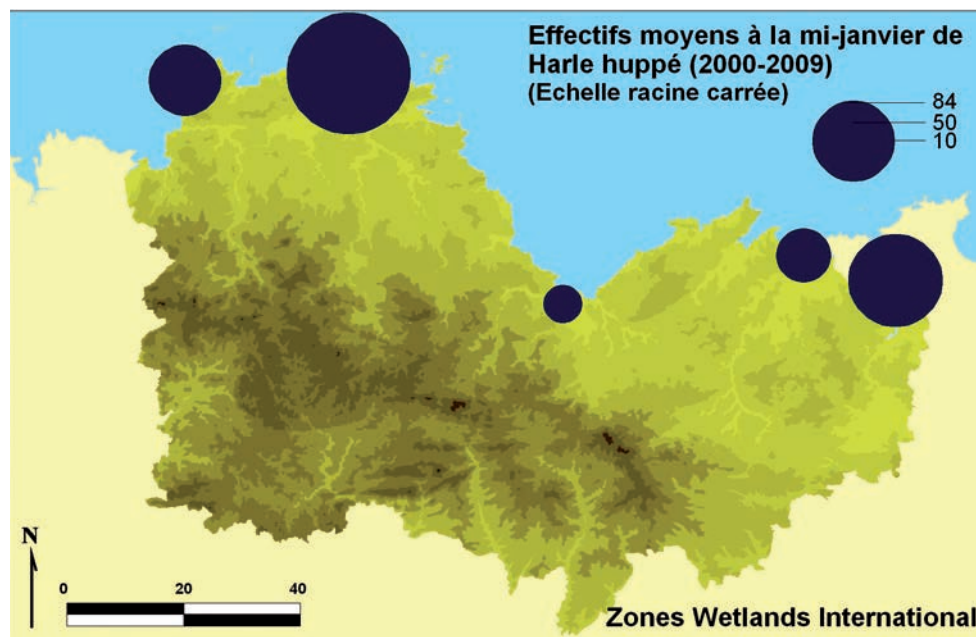 Effectifs moyens à la mi-janvier de
Harle huppé (2000-2009)
(Echelle racine carrée)
84
50
10
N
0 20 40
Zones Wetlands International